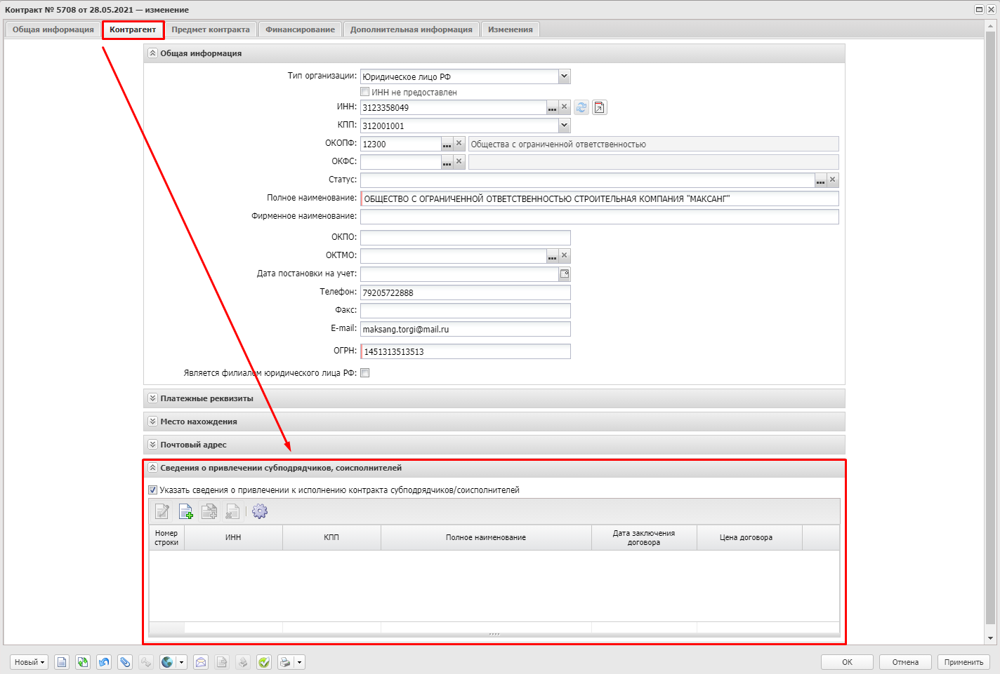 Контракт № 5708 от 28.05.2021 — изменение
Общая информация
Контрагент
Предмет контракта
Финансирование
Дополнительная информация
Изменения
Общая информация
Тип организации: Юридическое лицо РФ
ИНН не предоставлен
ИНН: 3123358049
КПП: 312001001
ОКОПФ: 12300 Общества с ограниченной ответственностью
ОКФС:
Статус:
Полное наименование: ОБЩЕСТВО С ОГРАНИЧЕННОЙ ОТВЕТСТВЕННОСТЬЮ СТРОИТЕЛЬНАЯ КОМПАНИЯ "МАКСАНГ"
Фирменное наименование:
ОКПО:
ОКТМО:
Дата постановки на учет:
Телефон: 79205722888
Факс:
E-mail: maksang.torgi@mail.ru
ОГРН: 1451313513513
Является филиалом юридического лица РФ:
Платежные реквизиты
Место нахождения
Почтовый адрес
Сведения о привлечении субподрядчиков, соисполнителей
Указать сведения о привлечении к исполнению контракта субподрядчиков/соисполнителей
Номер
строки
ИНН
КПП
Полное наименование
Дата заключения
договора
Цена договора
Новый
ОК
Отмена
Применить